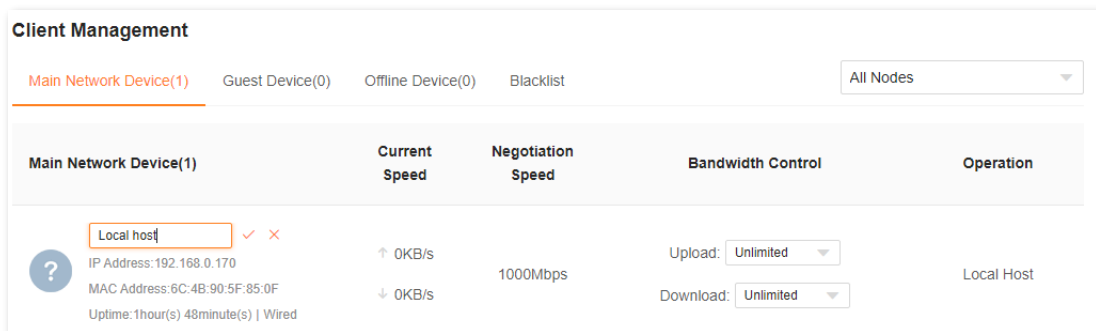 Client Management
Main Network Device(1) Guest Device(0) Offline Device(0) Blacklist All Nodes
Main Network Device(1) Current Speed Negotiation Speed Bandwidth Control Operation
Local host
IP Address:192.168.0.170
MAC Address:6C:4B:90:5F:85:0F
Uptime:1hour(s) 48minute(s) | Wired
↑ 0KB/s
↓ 0KB/s
1000Mbps
Upload: Unlimited
Download: Unlimited
Local Host